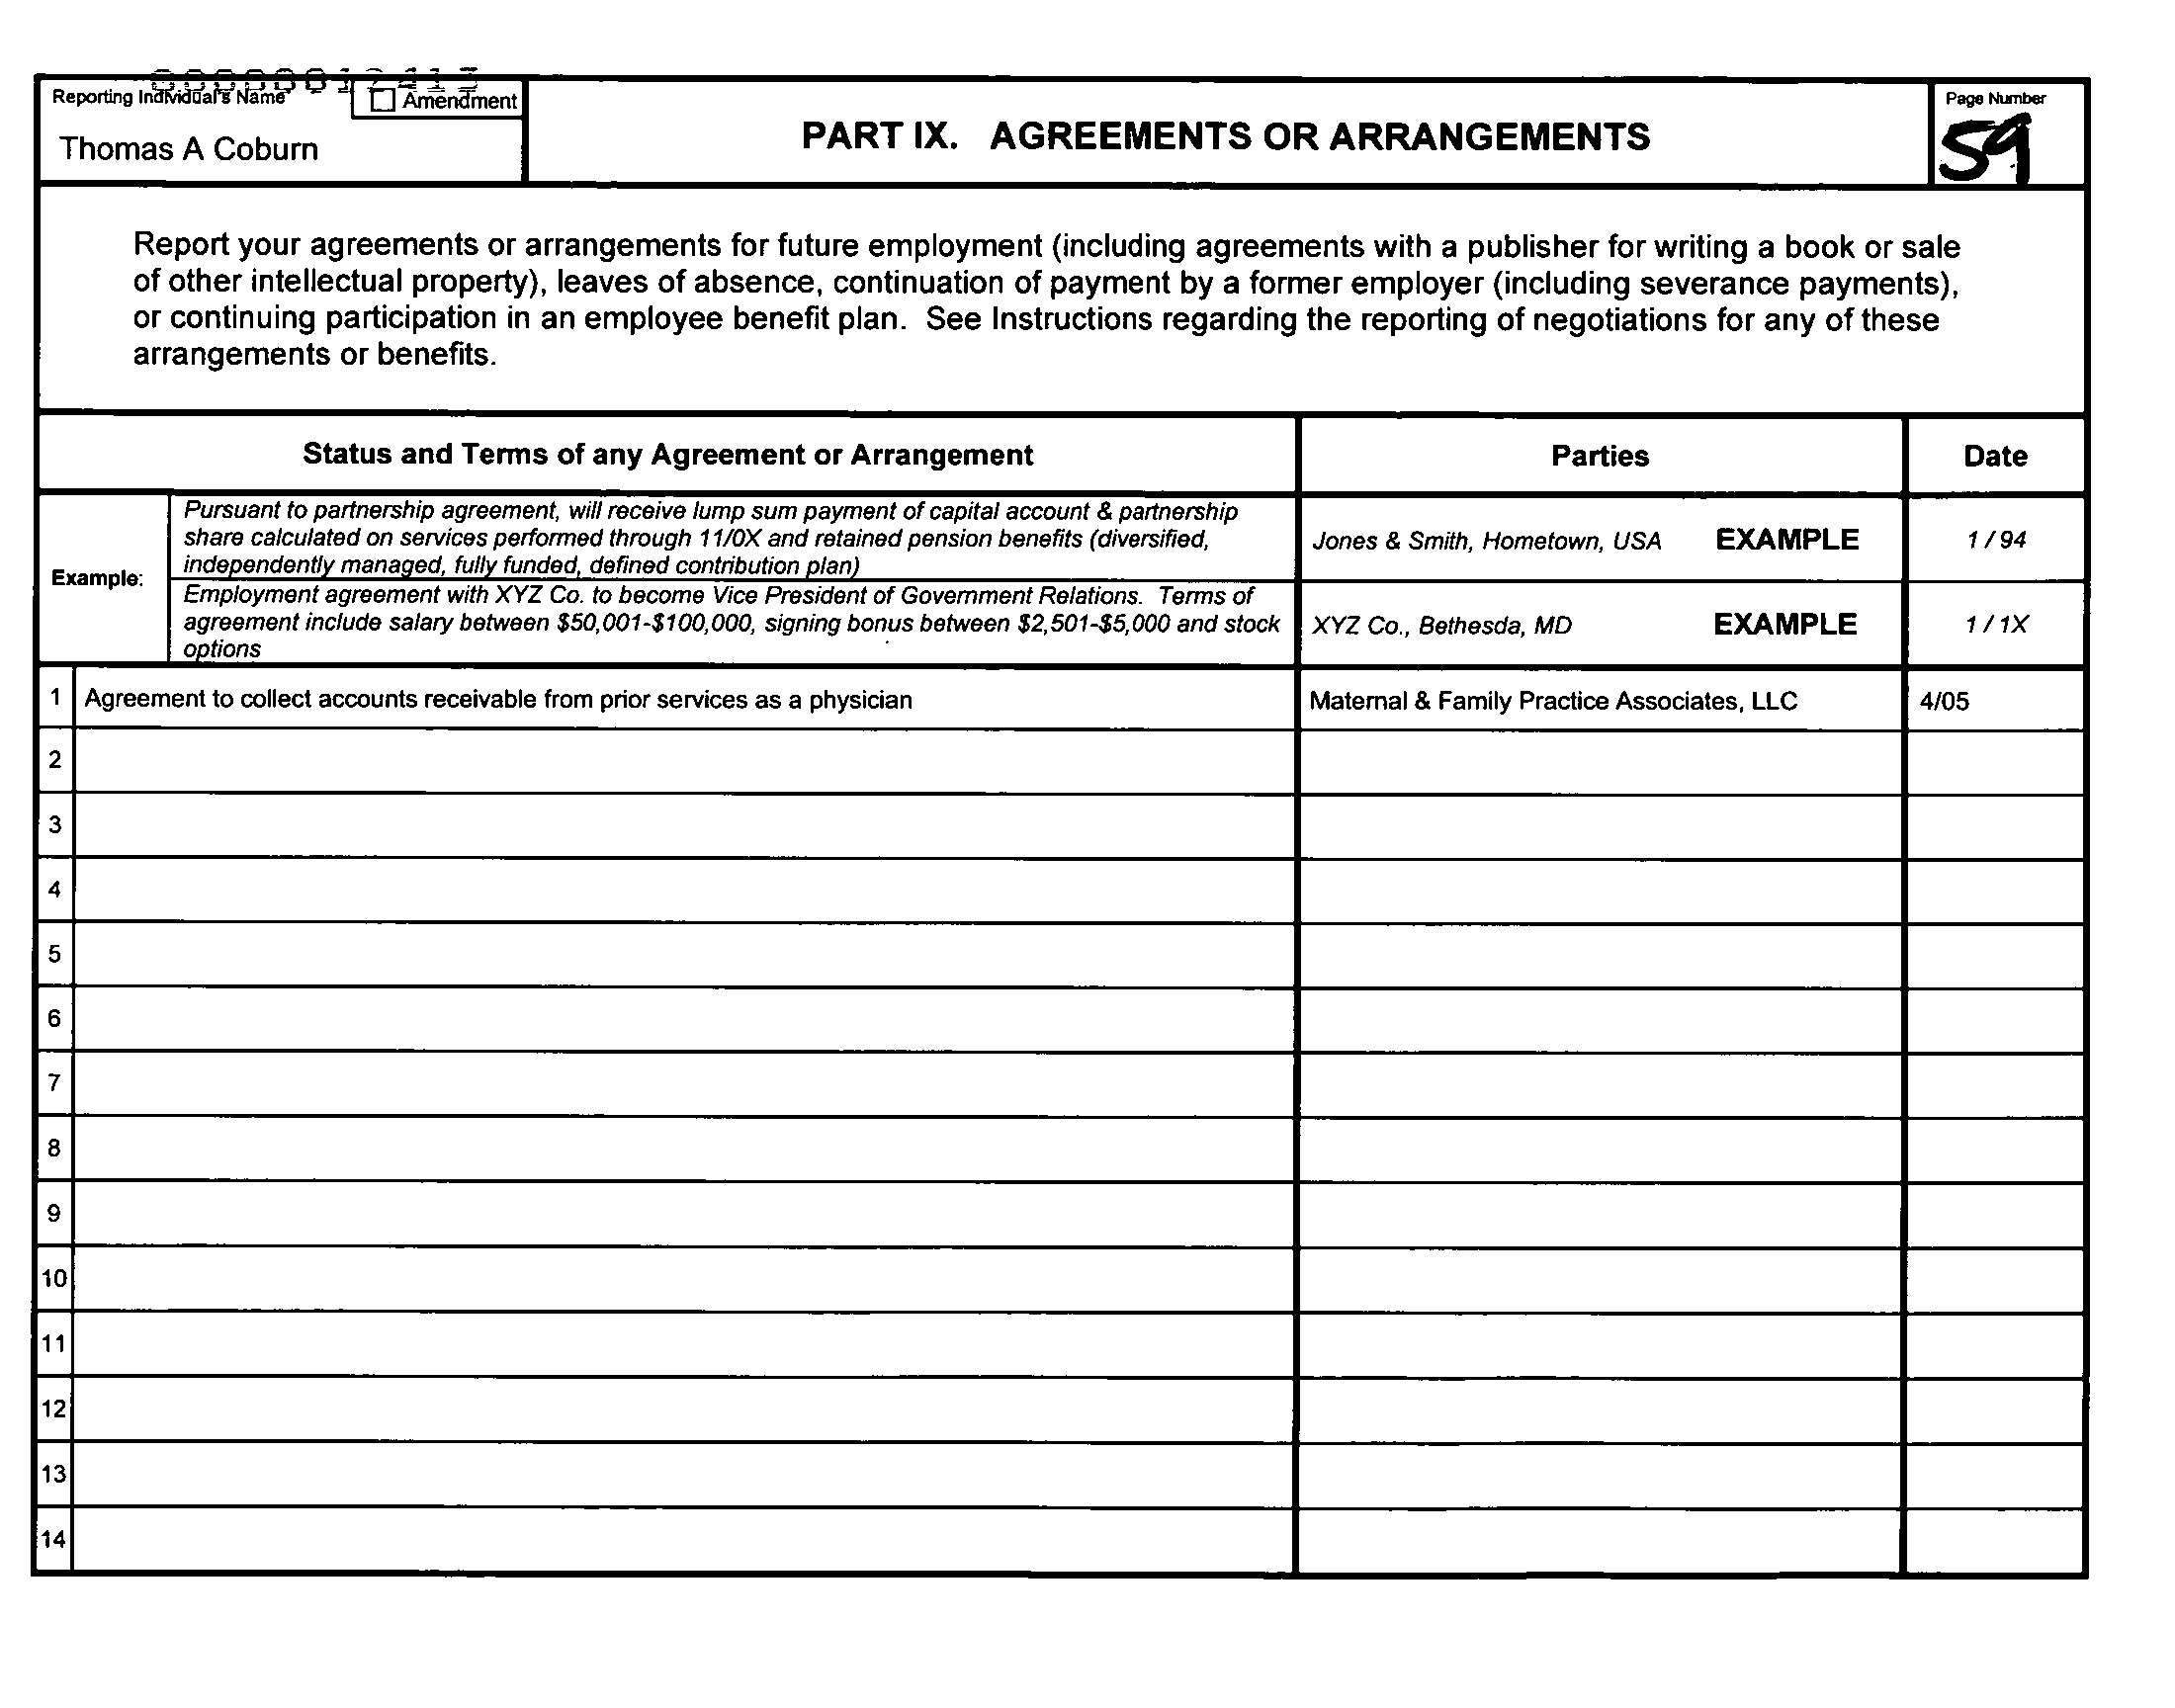 Reporting Individual's Name
Amendment
Thomas A Coburn
PART IX. AGREEMENTS OR ARRANGEMENTS
Page Number
59
Report your agreements or arrangements for future employment (including agreements with a publisher for writing a book or sale
of other intellectual property), leaves of absence, continuation of payment by a former employer (including severance payments),
or continuing participation in an employee benefit plan. See Instructions regarding the reporting of negotiations for any of these
arrangements or benefits.
Status and Terms of any Agreement or Arrangement
Parties
Date
Example:
Pursuant to partnership agreement, will receive lump sum payment of capital account & partnership
share calculated on services performed through 11/0X and retained pension benefits (diversified,
independently managed, fully funded, defined contribution plan)
Jones & Smith, Hometown, USA EXAMPLE
1 / 94
Employment agreement with XYZ Co. to become Vice President of Government Relations. Terms of
agreement include salary between $50,001-$100,000, signing bonus between $2,501-$5,000 and stock
options
XYZ Co., Bethesda, MD EXAMPLE
1 / 1X
1 Agreement to collect accounts receivable from prior services as a physician
Maternal & Family Practice Associates, LLC
4/05
2
3
4
5
6
7
8
9
10
11
12
13
14